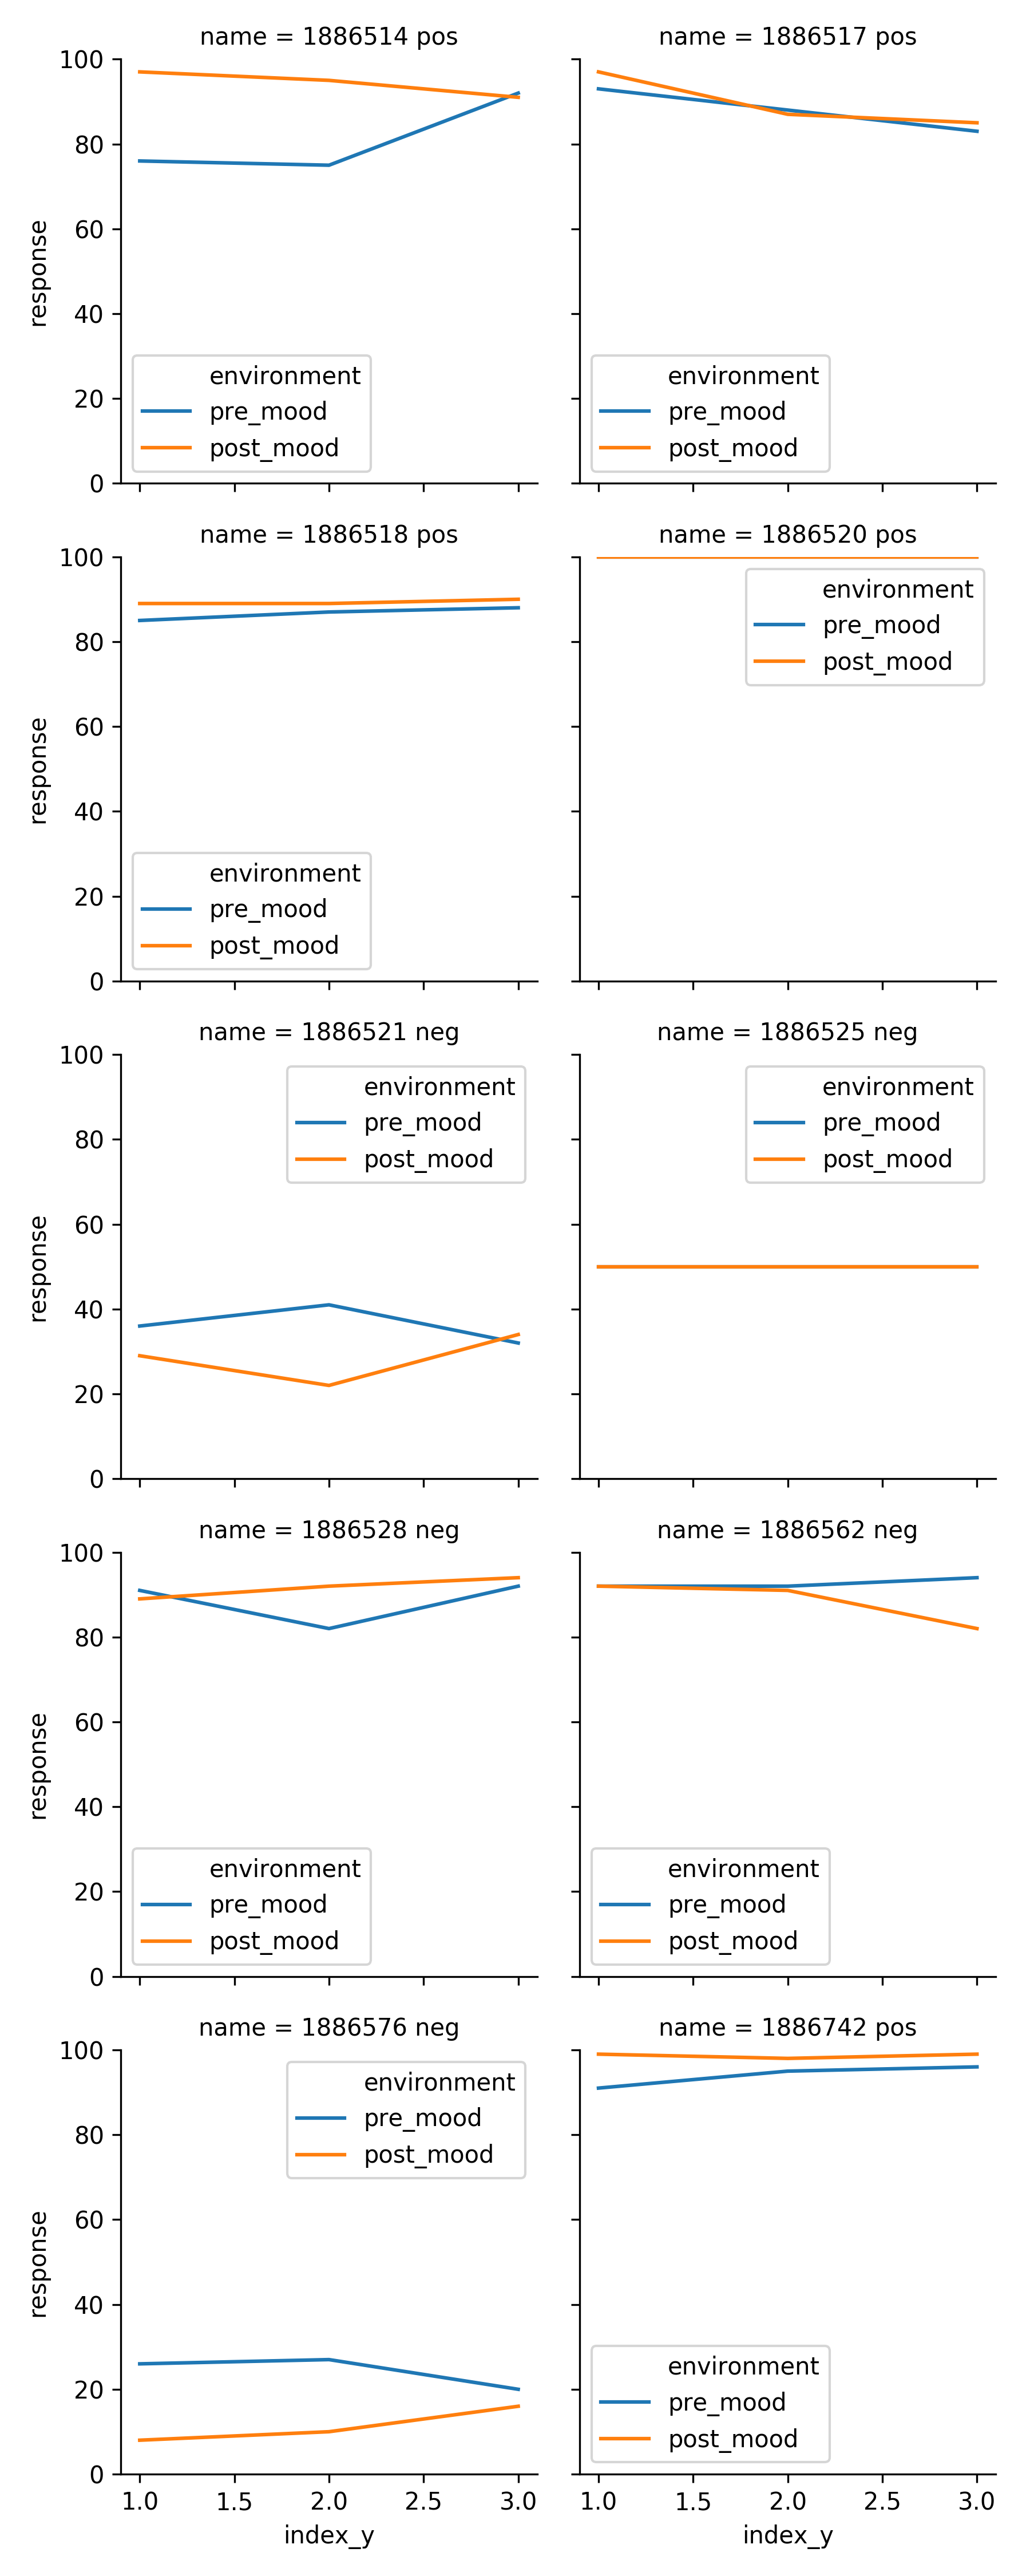 name = 1886514 pos
name = 1886517 pos
100
80
60
40
20
0
response
environment
pre_mood
post_mood
environment
pre_mood
post_mood
name = 1886518 pos
name = 1886520 pos
100
80
60
40
20
0
response
environment
pre_mood
post_mood
environment
pre_mood
post_mood
name = 1886521 neg
name = 1886525 neg
100
80
60
40
20
0
response
environment
pre_mood
post_mood
environment
pre_mood
post_mood
name = 1886528 neg
name = 1886562 neg
100
80
60
40
20
0
response
environment
pre_mood
post_mood
environment
pre_mood
post_mood
name = 1886576 neg
name = 1886742 pos
100
80
60
40
20
0
response
environment
pre_mood
post_mood
environment
pre_mood
post_mood
1.0 1.5 2.0 2.5 3.0
1.0 1.5 2.0 2.5 3.0
index_y
index_y